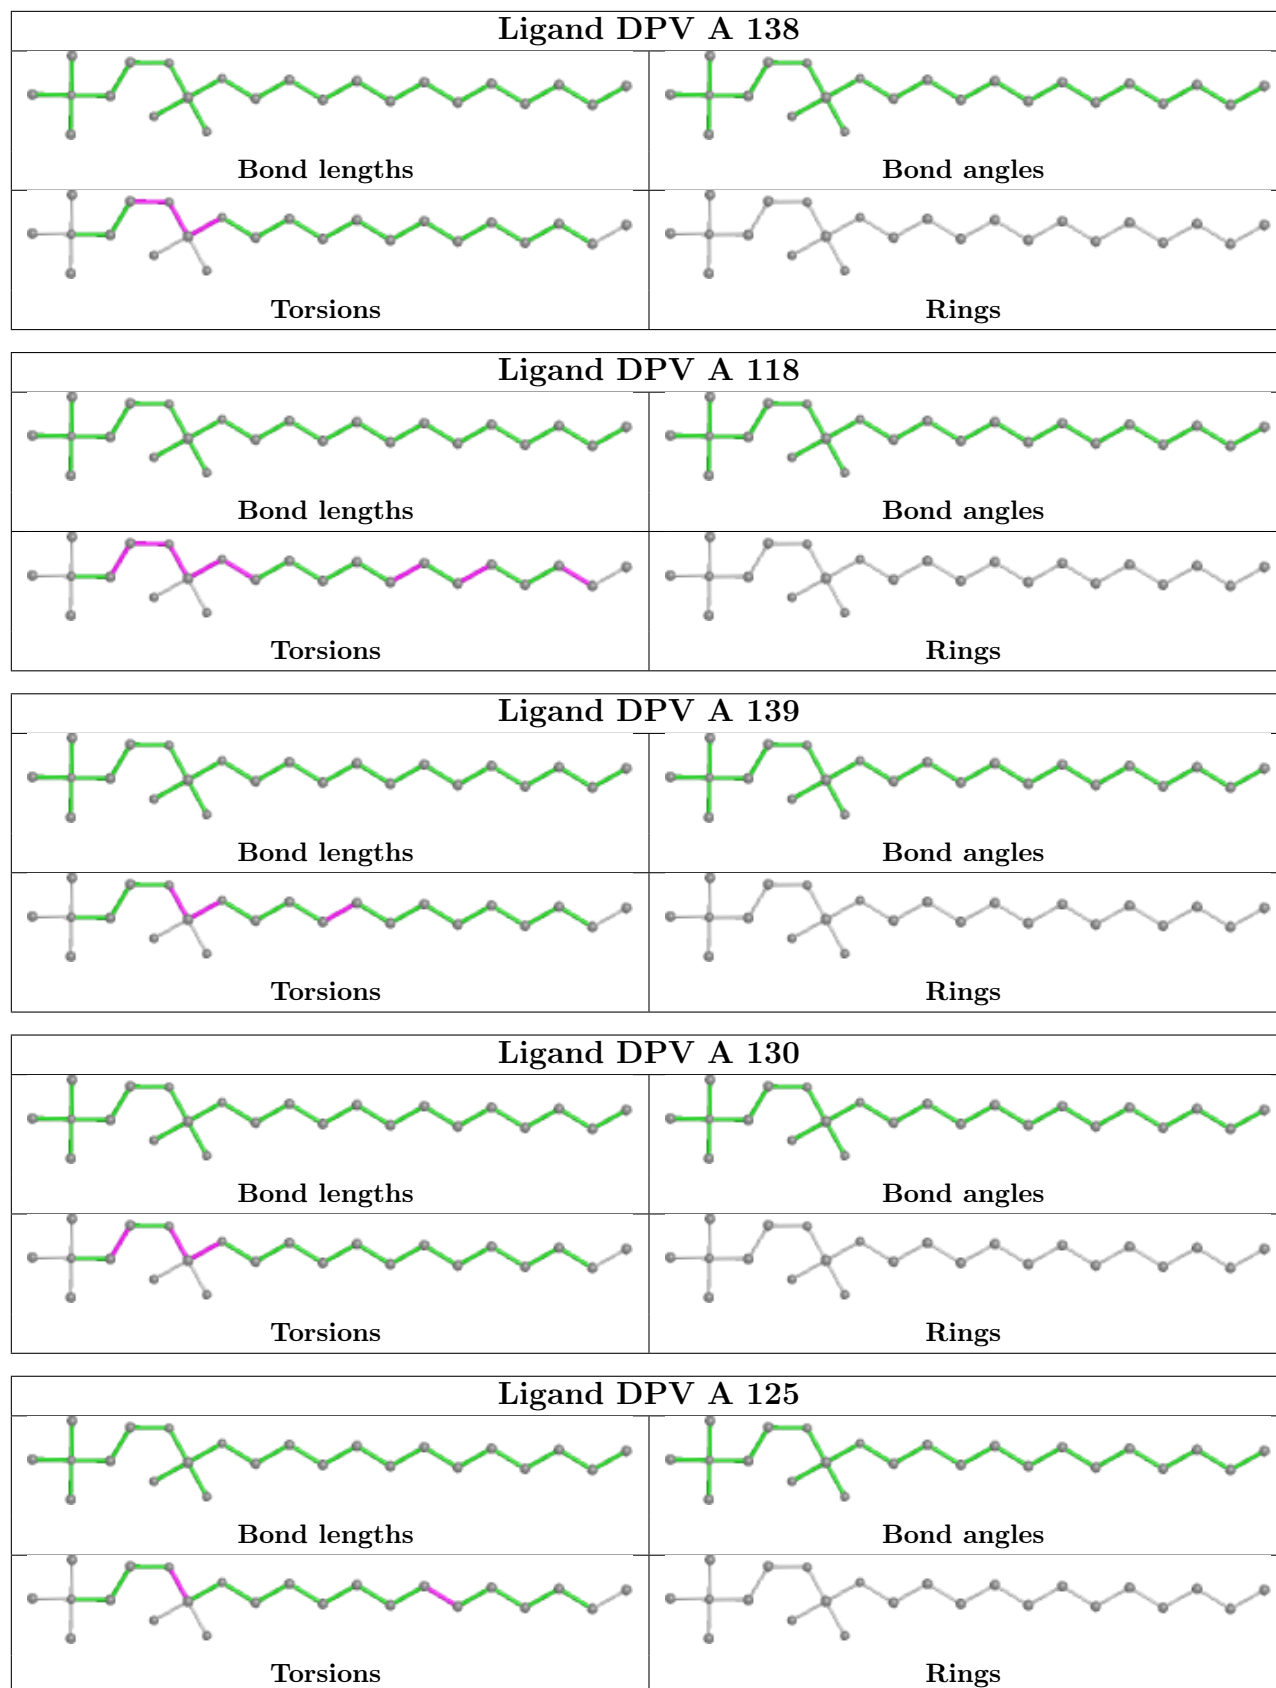 Ligand DPV A 138
Bond lengths
Bond angles
Torsions
Rings
Ligand DPV A 118
Bond lengths
Bond angles
Torsions
Rings
Ligand DPV A 139
Bond lengths
Bond angles
Torsions
Rings
Ligand DPV A 130
Bond lengths
Bond angles
Torsions
Rings
Ligand DPV A 125
Bond lengths
Bond angles
Torsions
Rings